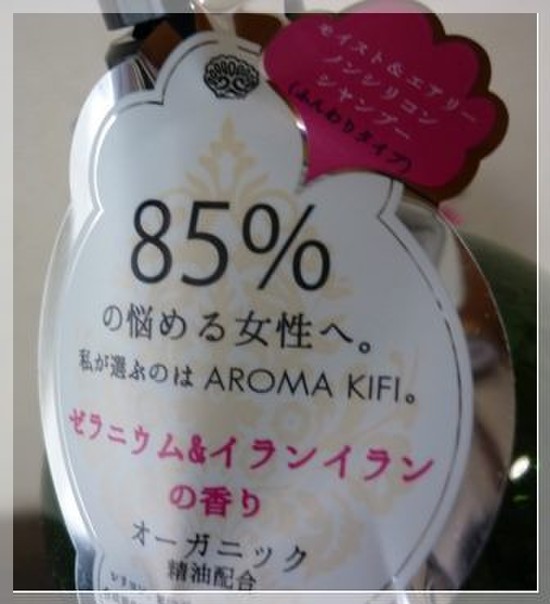 モイスト&エアリー
ノンシリコン
シャンプー
(ふんわりタイプ)
85%
の悩める女性へ。
私が選ぶのは AROMA KIFI。
ゼラニウム&イランイラン
の香り
オーガニック
精油配合